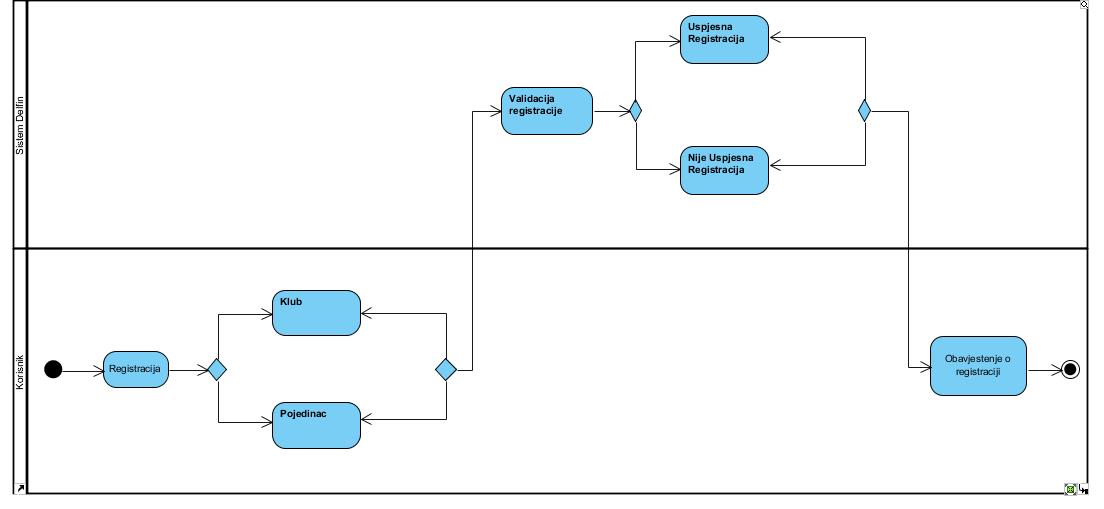 Sistem Delfin
Uspjesna
Registracija
Validacija
registracije
Nije Uspjesna
Registracija
Korisnik
Registracija
Klub
Pojedinac
Obavjestenje o
registraciji